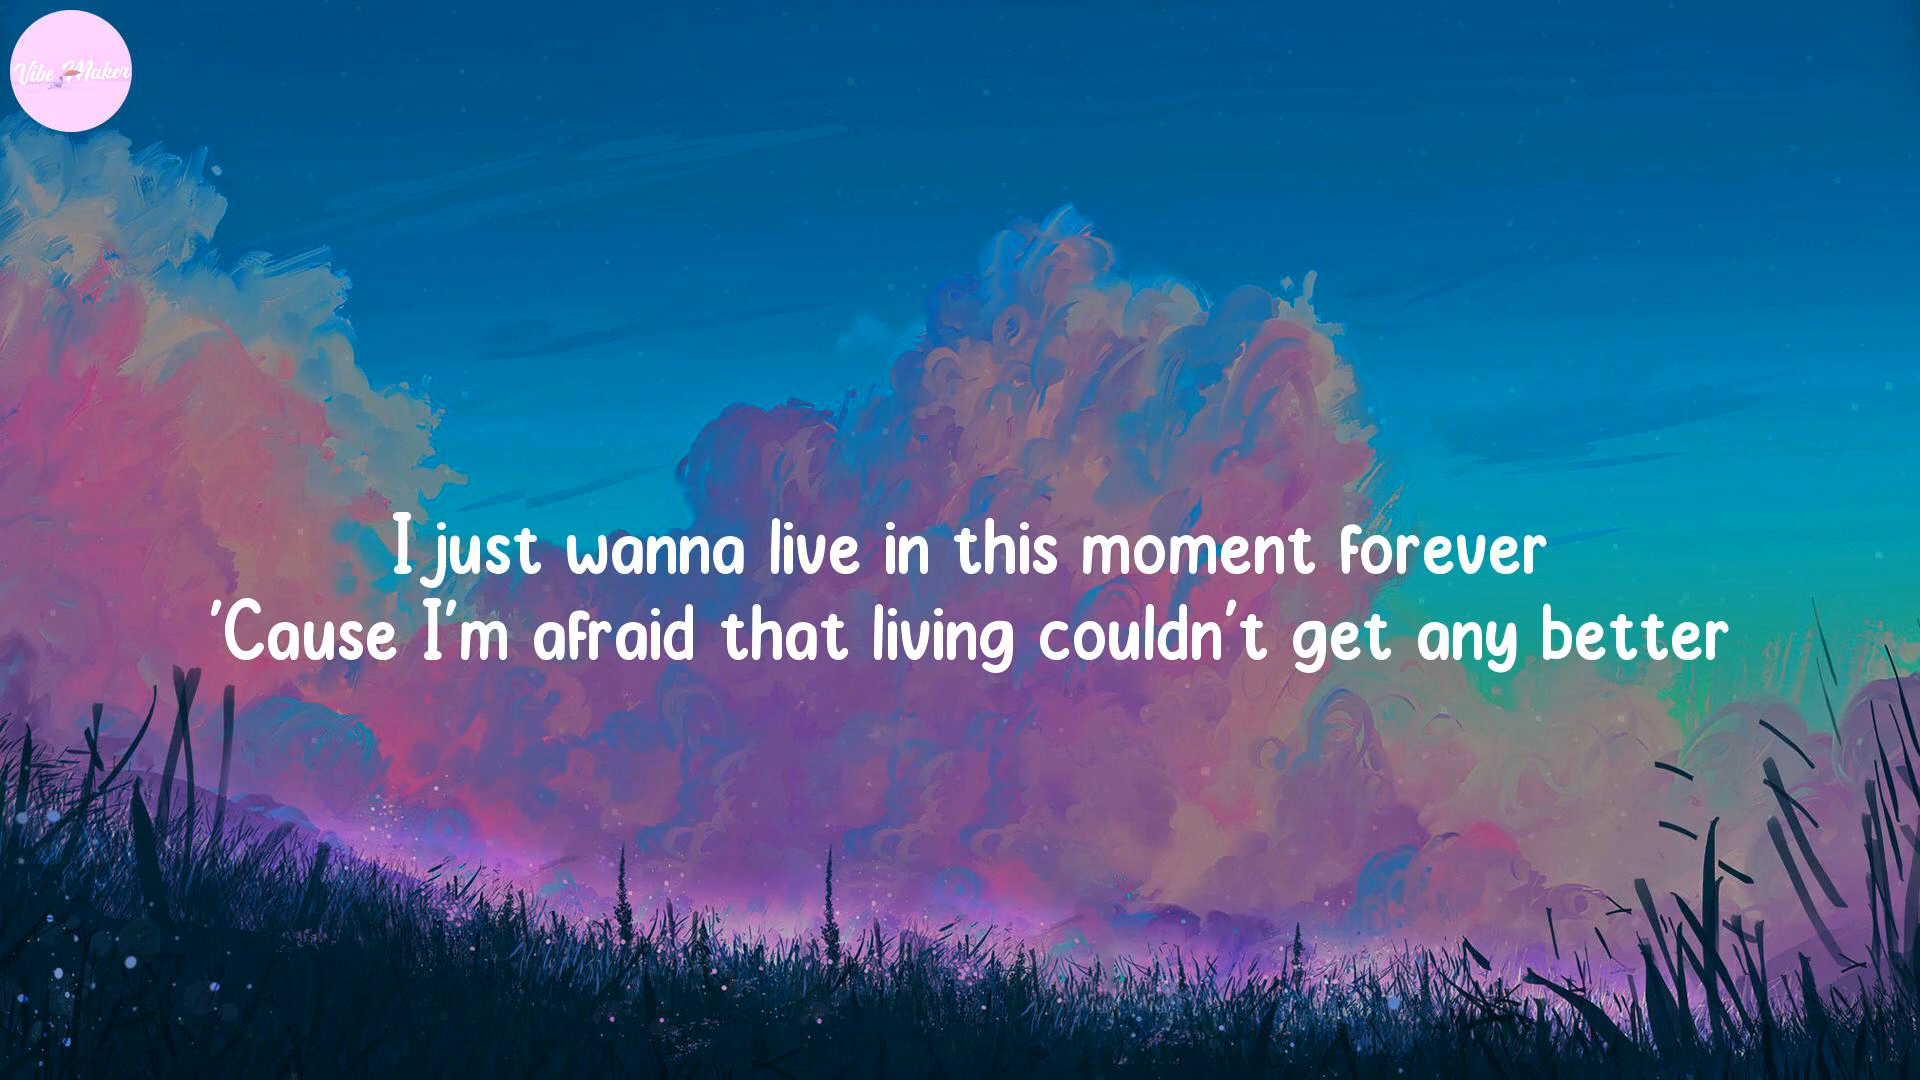 Vibe Maker
I just wanna live in this moment forever
'Cause I'm afraid that living couldn't get any better